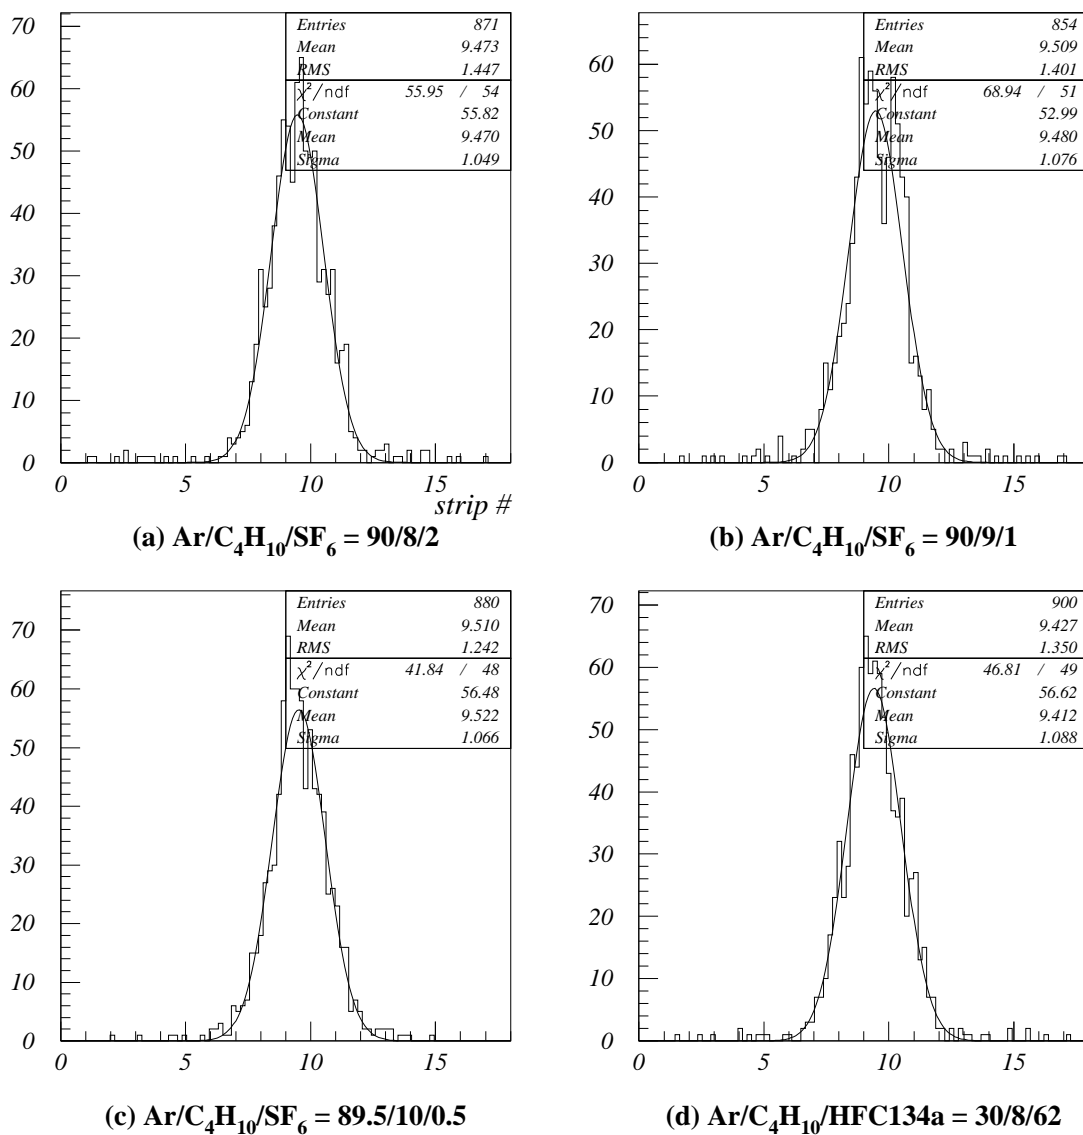 Entries 871
Mean 9.473
RMS 1.447
χ²/ndf 55.95 / 54
Constant 55.82
Mean 9.470
Sigma 1.049
70
60
50
40
30
20
10
0
0 5 10 15
strip #
(a) Ar/C₄H₁₀/SF₆ = 90/8/2
Entries 854
Mean 9.509
RMS 1.401
χ²/ndf 68.94 / 51
Constant 52.99
Mean 9.480
Sigma 1.076
60
50
40
30
20
10
0
0 5 10 15
(b) Ar/C₄H₁₀/SF₆ = 90/9/1
Entries 880
Mean 9.510
RMS 1.242
χ²/ndf 41.84 / 48
Constant 56.48
Mean 9.522
Sigma 1.066
70
60
50
40
30
20
10
0
0 5 10 15
(c) Ar/C₄H₁₀/SF₆ = 89.5/10/0.5
Entries 900
Mean 9.427
RMS 1.350
χ²/ndf 46.81 / 49
Constant 56.62
Mean 9.412
Sigma 1.088
70
60
50
40
30
20
10
0
0 5 10 15
(d) Ar/C₄H₁₀/HFC134a = 30/8/62